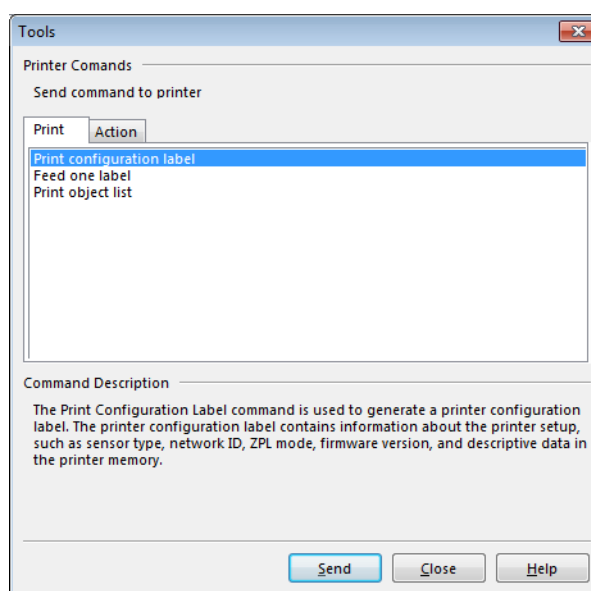 Tools
Printer Comands
Send command to printer
Print
Action
Print configuration label
Feed one label
Print object list
Command Description
The Print Configuration Label command is used to generate a printer configuration
label. The printer configuration label contains information about the printer setup,
such as sensor type, network ID, ZPL mode, firmware version, and descriptive data in
the printer memory.
Send
Close
Help